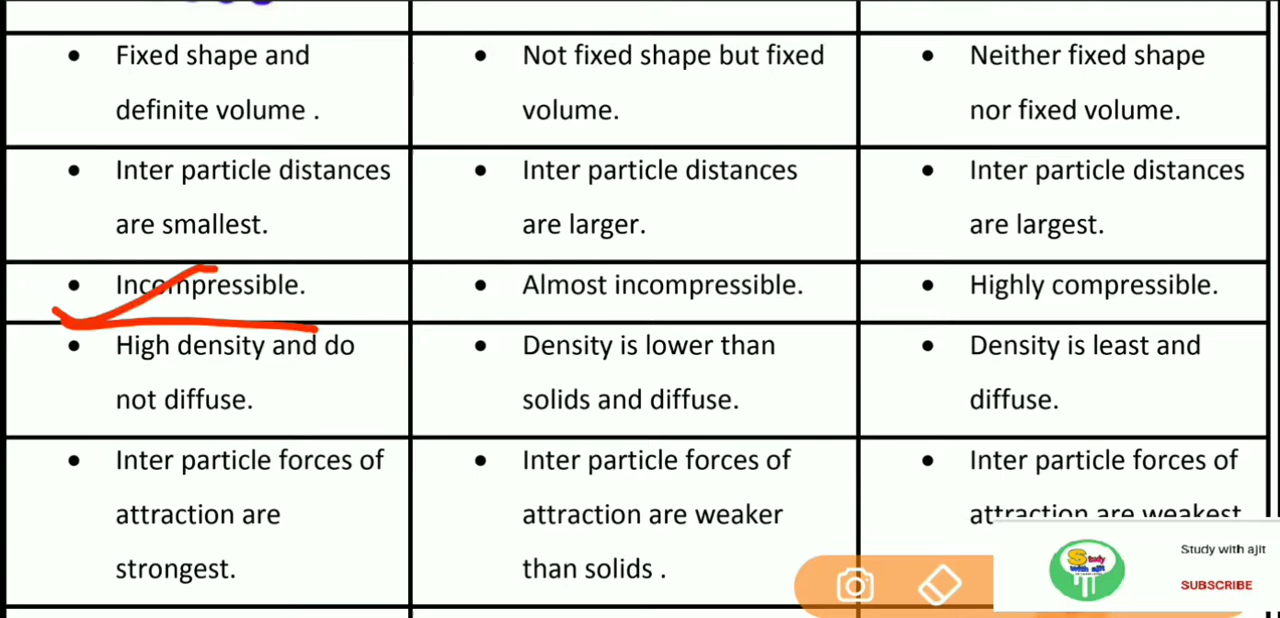 Fixed shape and
definite volume .
Not fixed shape but fixed
volume.
Neither fixed shape
nor fixed volume.
Inter particle distances
are smallest.
Inter particle distances
are larger.
Inter particle distances
are largest.
Incompressible.
Almost incompressible.
Highly compressible.
High density and do
not diffuse.
Density is lower than
solids and diffuse.
Density is least and
diffuse.
Inter particle forces of
attraction are
strongest.
Inter particle forces of
attraction are weaker
than solids .
Inter particle forces of
attraction are weakest
Study
with ajit
Study with ajit
SUBSCRIBE